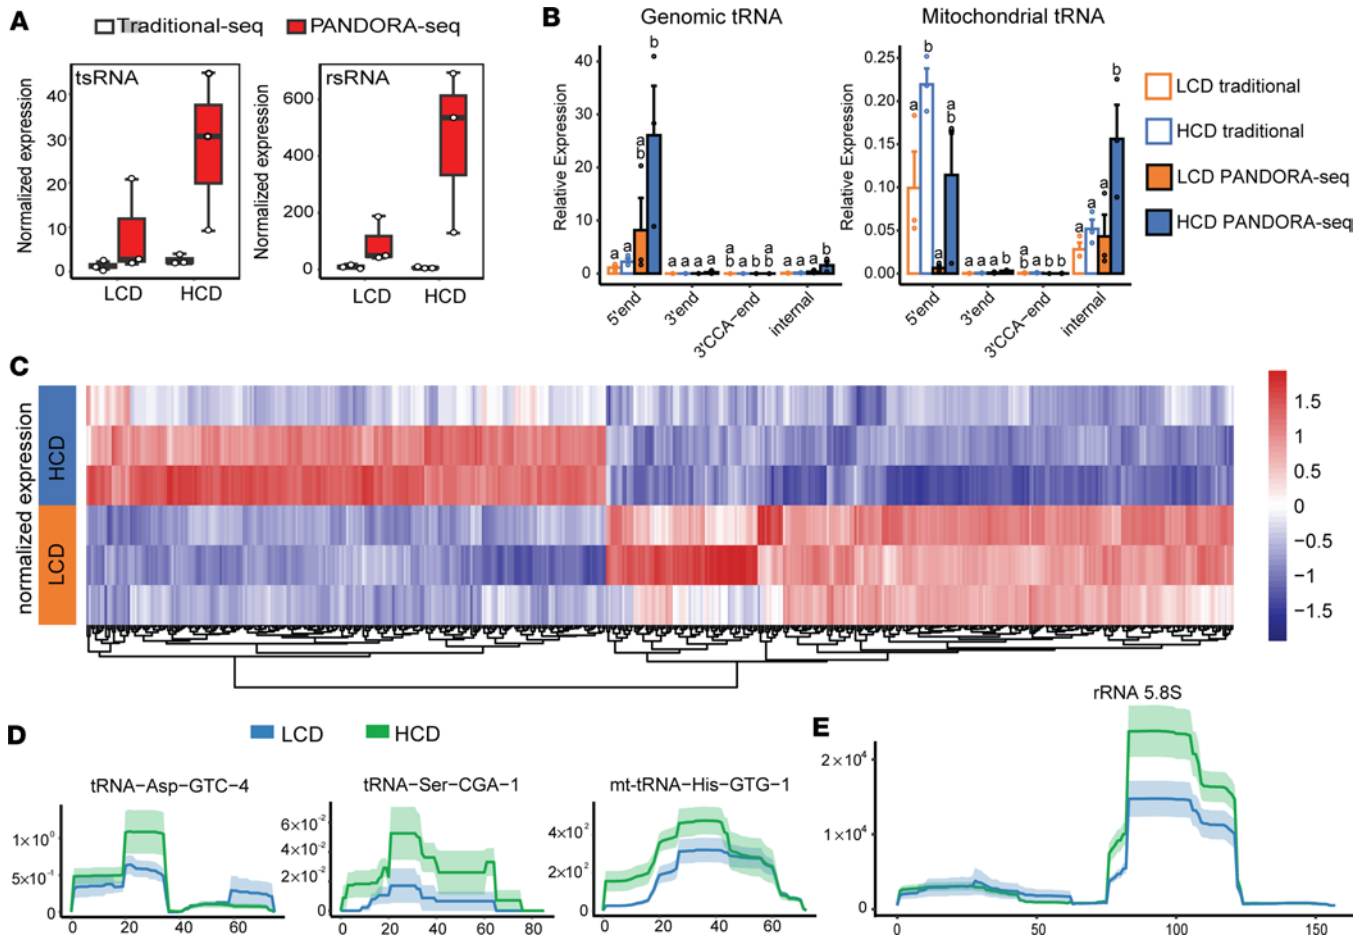 A
Traditional-seq
PANDORA-seq
tsRNA
rsRNA
Normalized expression
40
30
20
10
0
LCD
HCD
Normalized expression
600
400
200
0
LCD
HCD
B
Genomic tRNA
Mitochondrial tRNA
Relative Expression
40
30
20
10
0
a a a b b
a a a a
a b a b b a
a a a b
5'end
3'end
3'CCA-end
internal
Relative Expression
0.25
0.20
0.15
0.10
0.05
0.00
a b a a b
a a a b
a b a b b
a a a b
5'end
3'end
3'CCA-end
internal
LCD traditional
HCD traditional
LCD PANDORA-seq
HCD PANDORA-seq
C
normalized expression
HCD
LCD
1.5
1
0.5
0
−0.5
−1
−1.5
D
LCD
HCD
tRNA−Asp−GTC−4
1×10⁰
5×10⁻¹
0
0
20
40
60
tRNA−Ser−CGA−1
6×10⁻²
4×10⁻²
2×10⁻²
0
0
20
40
60
80
mt-tRNA−His−GTG−1
4×10²
2×10²
0
0
20
40
60
E
rRNA 5.8S
2×10⁴
1×10⁴
0
0
50
100
150